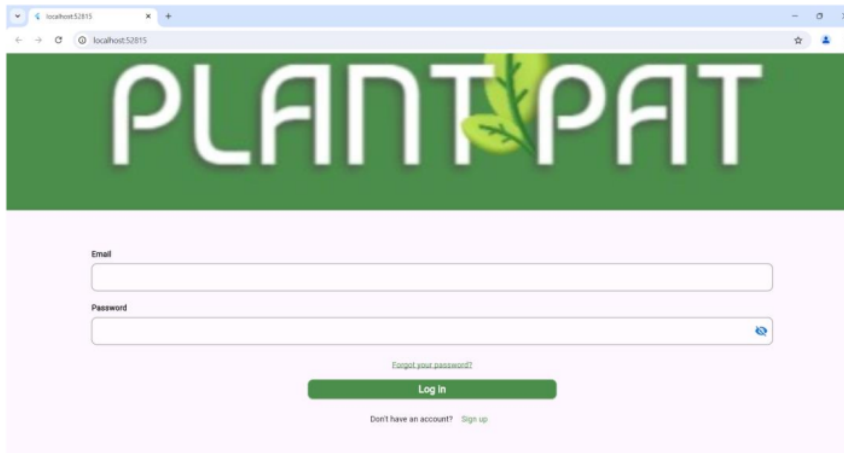 localhost:52815
localhost:52815
PLANT PAT
Email
Password
Forgot your password?
Log in
Don't have an account? Sign up